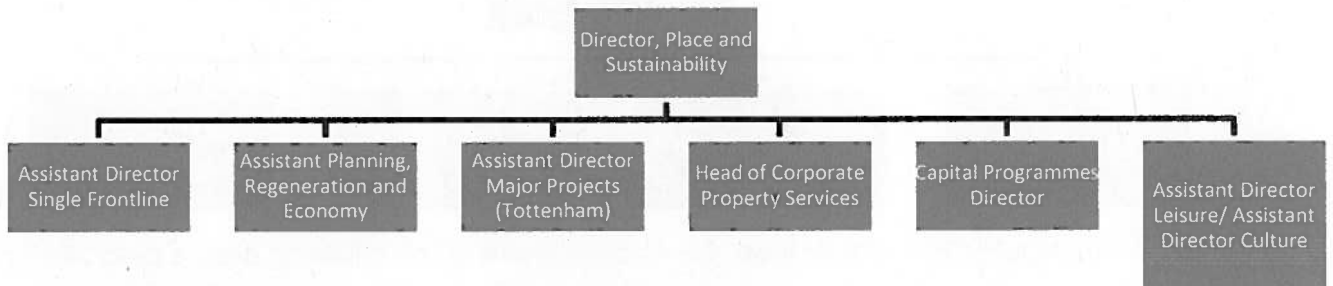 Director, Place and
Sustainability
Assistant Director
Single Frontline
Assistant Planning,
Regeneration and
Economy
Assistant Director
Major Projects
(Tottenham)
Head of Corporate
Property Services
Capital Programmes
Director
Assistant Director
Leisure/ Assistant
Director Culture